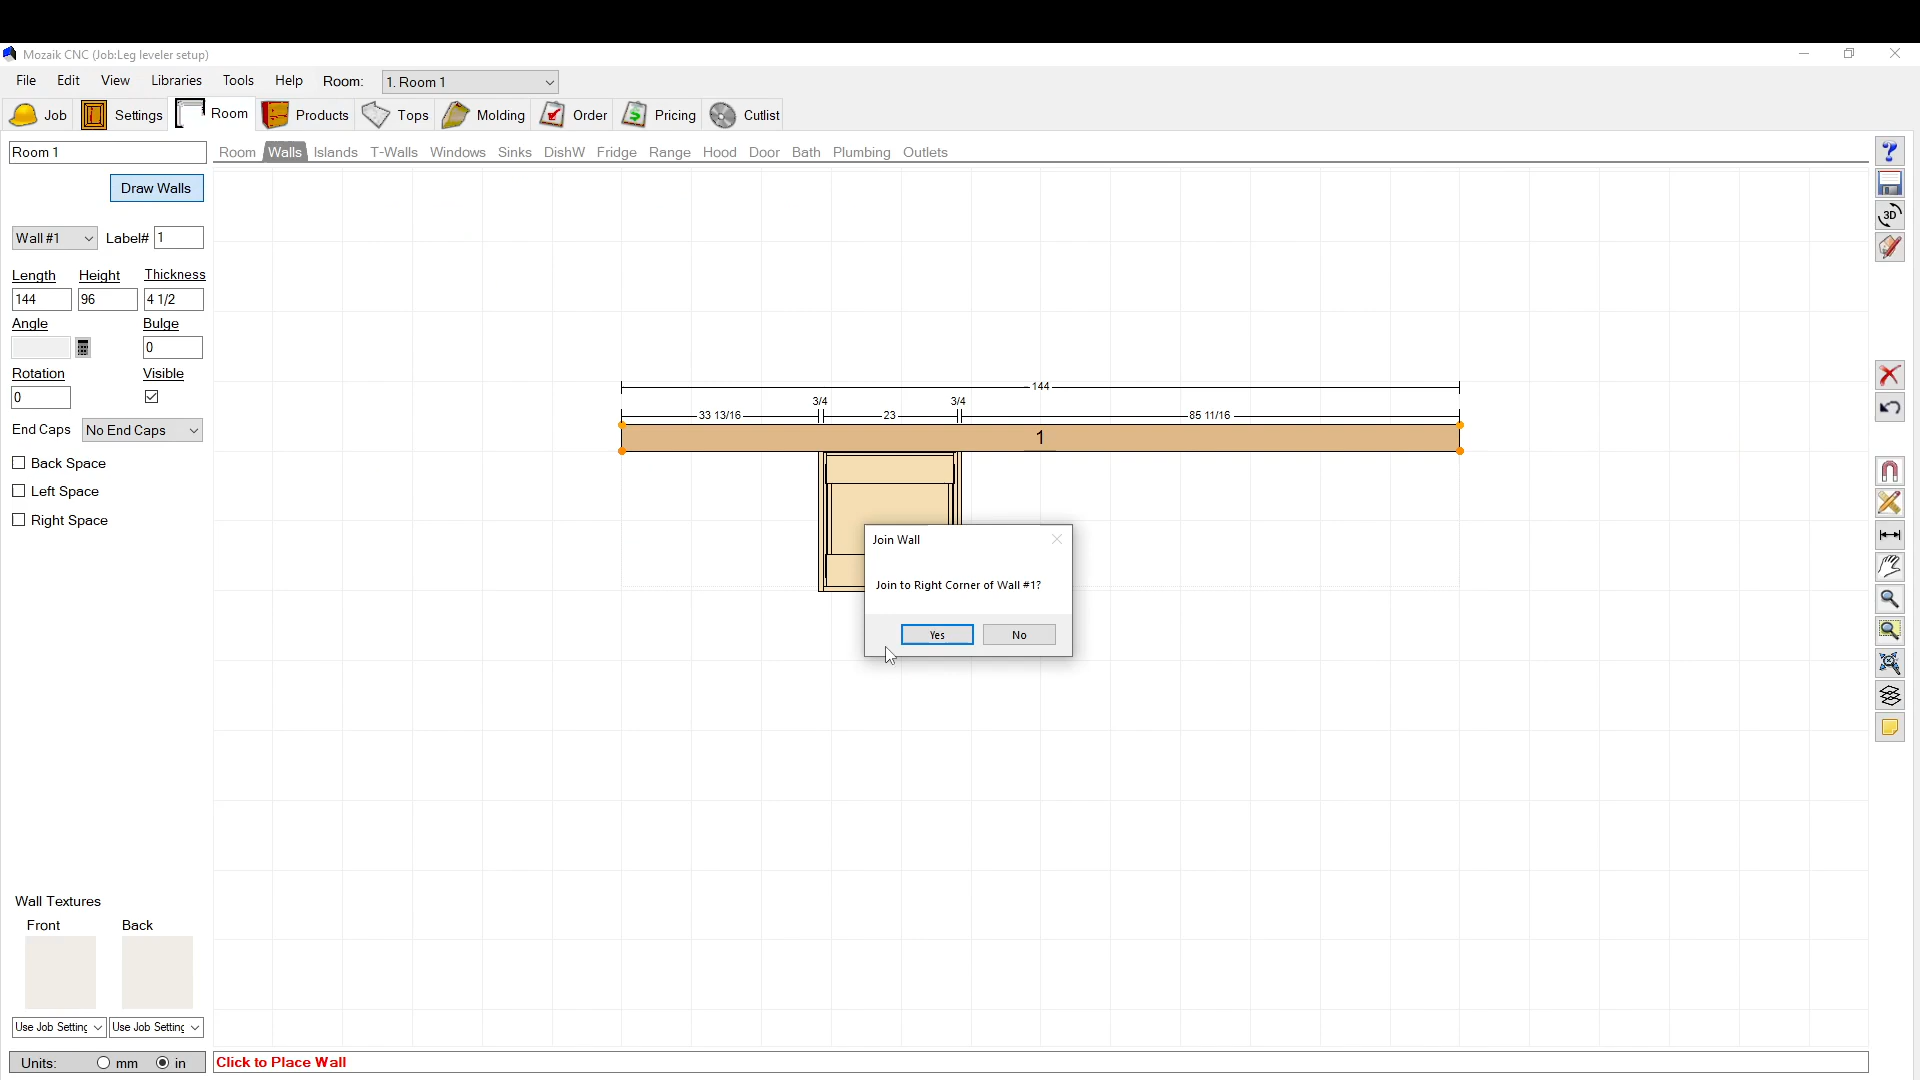 Mozaik CNC (Job:Leg leveler setup)
File Edit View Libraries Tools Help Room: 1. Room 1
Job Settings Room Products Tops Molding Order Pricing Cutlist
Room 1
Room Walls Islands T-Walls Windows Sinks DishW Fridge Range Hood Door Bath Plumbing Outlets
Draw Walls
Wall #1 Label# 1
Length Height Thickness
144 96 4 1/2
Angle Bulge
0
Rotation Visible
0
End Caps No End Caps
Back Space
Left Space
Right Space
144
3/4 3/4
33 13/16 23 85 11/16
1
Join Wall
Join to Right Corner of Wall #1?
Yes No
3D
Wall Textures
Front Back
Use Job Setting Use Job Setting
Units: mm in
Click to Place Wall